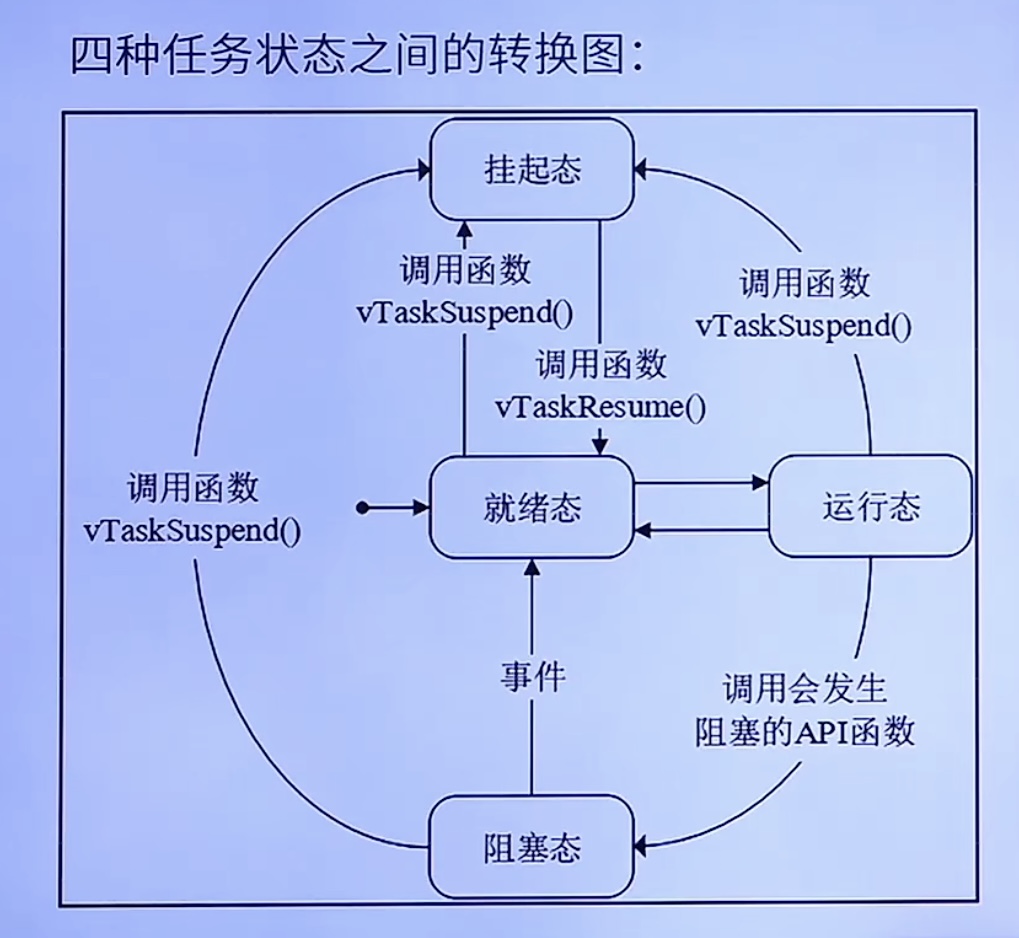 四种任务状态之间的转换图：
挂起态
调用函数
vTaskSuspend()
调用函数
vTaskSuspend()
调用函数
vTaskResume()
调用函数
vTaskSuspend()
就绪态
运行态
事件
调用会发生
阻塞的API函数
阻塞态